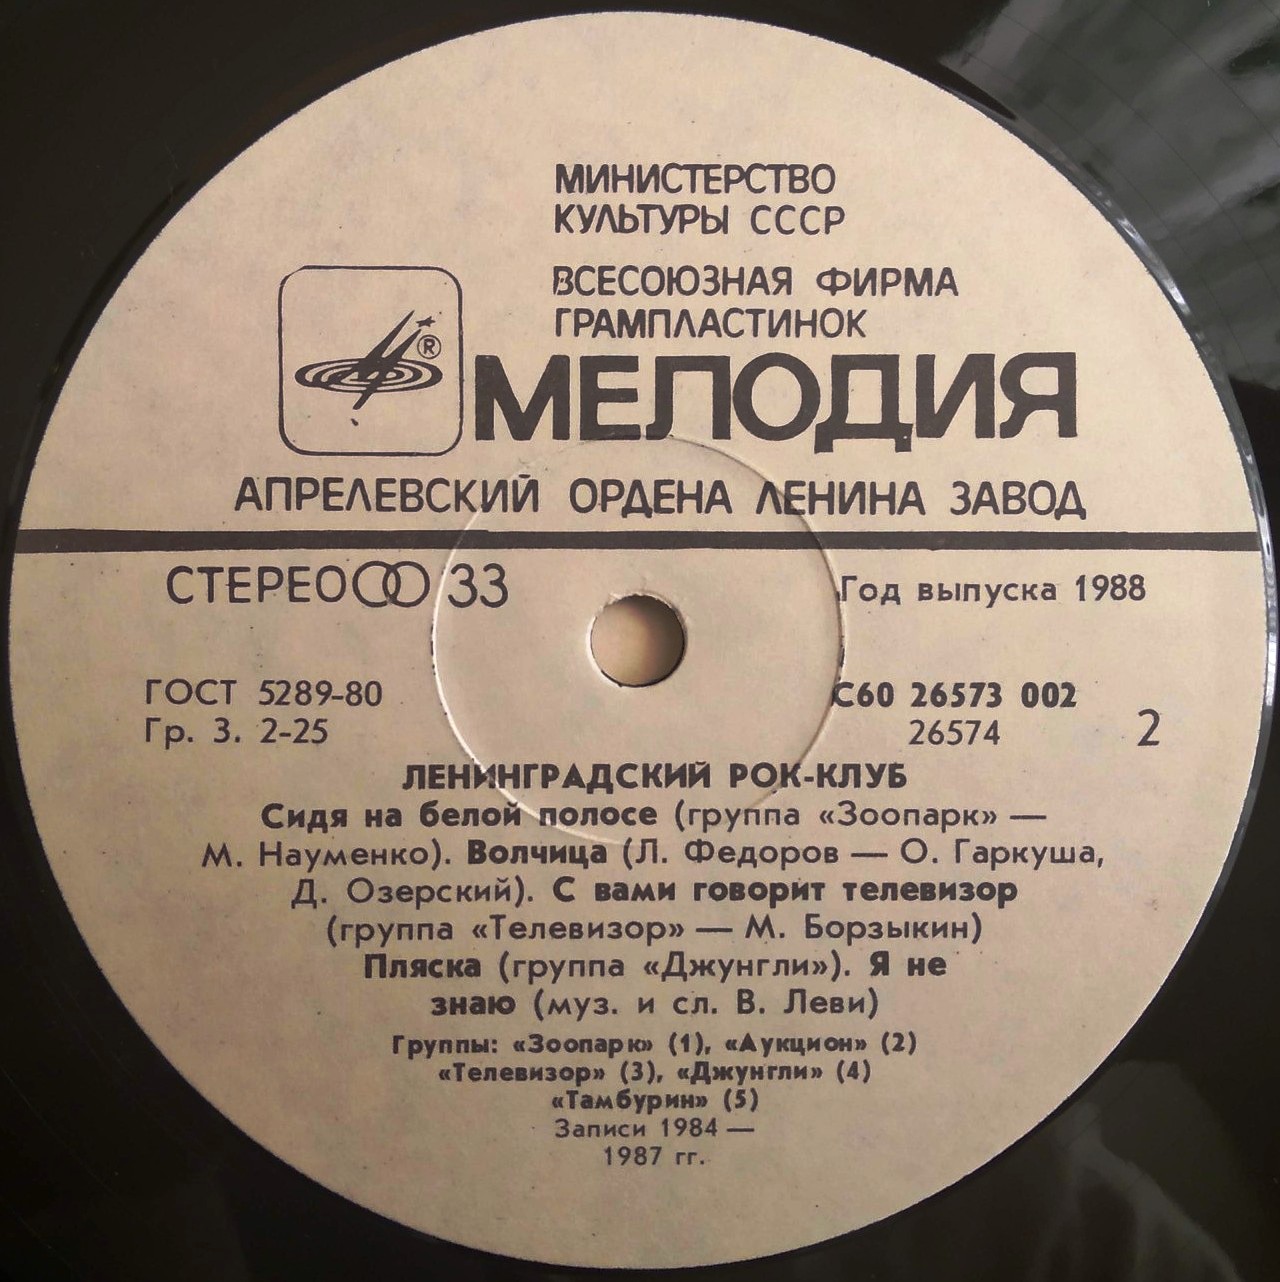 МИНИСТЕРСТВО
КУЛЬТУРЫ СССР
ВСЕСОЮЗНАЯ ФИРМА
ГРАМПЛАСТИНОК
®
МЕЛОДИЯ
АПРЕЛЕВСКИЙ ОРДЕНА ЛЕНИНА ЗАВОД
СТЕРЕО 33
Год выпуска 1988
ГОСТ 5289-80
Гр. 3. 2-25
С60 26573 002
26574
2
ЛЕНИНГРАДСКИЙ РОК-КЛУБ
Сидя на белой полосе (группа «Зоопарк» —
М. Науменко). Волчица (Л. Федоров — О. Гаркуша,
Д. Озерский). С вами говорит телевизор
(группа «Телевизор» — М. Борзыкин)
Пляска (группа «Джунгли»). Я не
знаю (муз. и сл. В. Леви)
Группы: «Зоопарк» (1), «Аукцион» (2)
«Телевизор» (3), «Джунгли» (4)
«Тамбурин» (5)
Записи 1984 —
1987 гг.